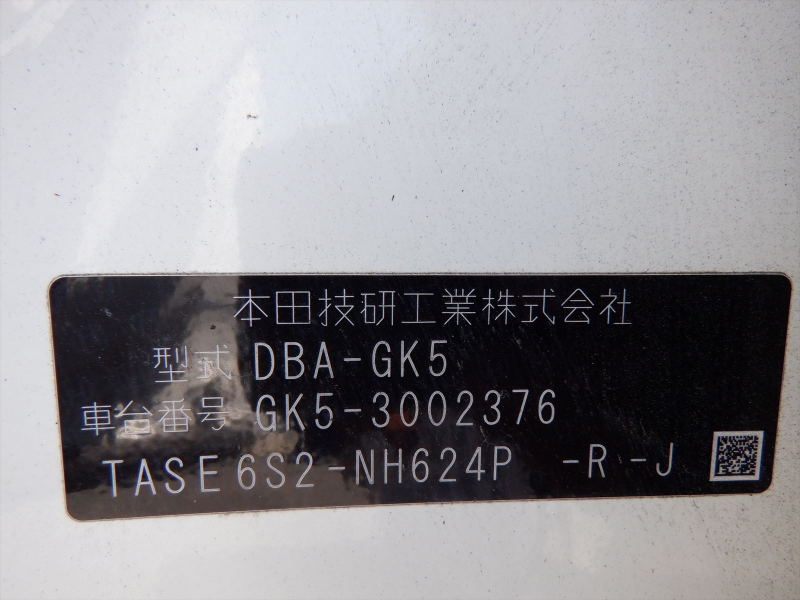 本田技研工業株式会社
型式 DBA-GK5
車台番号 GK5-3002376
TASE6S2-NH624P -R-J